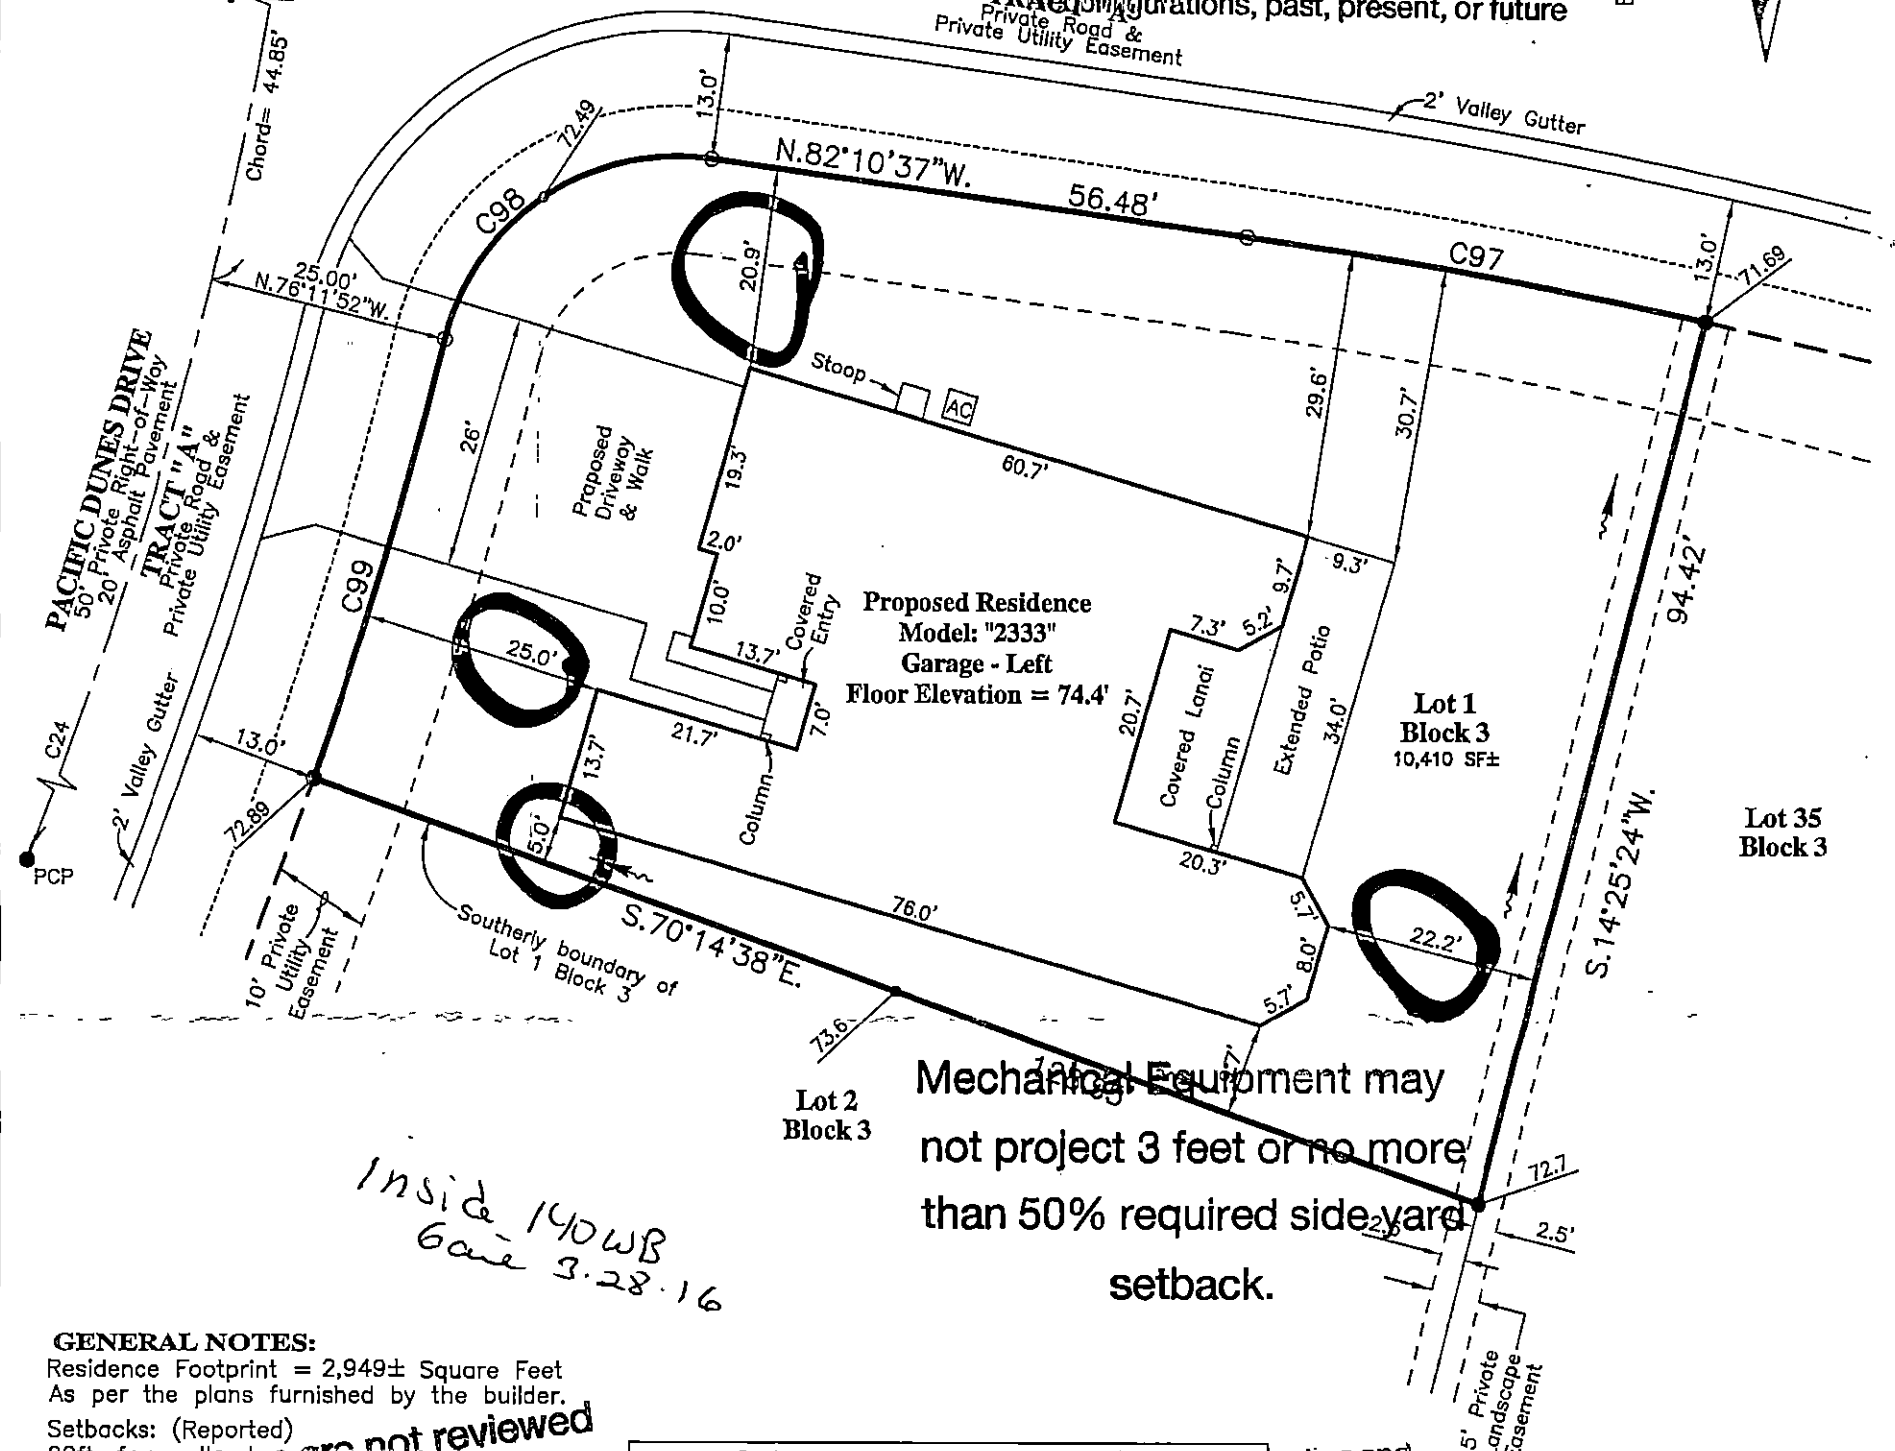 configurations, past, present, or future
Private Road &
Private Utility Easement
2' Valley Gutter
Chord= 44.85'
13.0'
72.49
N.82°10'37"W.
56.48'
C98
C97
13.0'
71.69
25.00'
N.76°11'52"W.
20.9'
Stoop
AC
29.6'
30.7'
26'
Proposed
Driveway
& Walk
19.3'
60.7'
PACIFIC DUNES DRIVE
50' Private Right-of-Way
20' Asphalt Pavement
TRACT "A"
Private Road &
Private Utility Easement
2.0'
9.3'
9.7'
94.42'
C99
10.0'
Covered
Entry
Proposed Residence
Model: "2333"
Garage - Left
Floor Elevation = 74.4'
7.3'
5.2'
25.0'
13.7'
7.0'
21.7'
20.7'
Covered Lanai
Column
Extended Patio
34.0'
Lot 1
Block 3
10,410 SF±
C24
13.0'
2' Valley Gutter
13.7'
Column
72.89
5.0'
20.3'
S.14°25'24"W.
Lot 35
Block 3
PCP
76.0'
5.7'
22.2'
8.0'
5.7'
S.70°14'38"E.
Southerly boundary of
Lot 1 Block 3
10' Private
Utility
Easement
73.6
Lot 2
Block 3
Mechanical Equipment may
not project 3 feet or no more
than 50% required side yard
setback.
72.7
2.5'
2.5'
Inside 140WB
3.28.16
GENERAL NOTES:
Residence Footprint = 2,949± Square Feet
As per the plans furnished by the builder.
Setbacks: (Reported)
are not reviewed
5' Private
Landscape
Easement